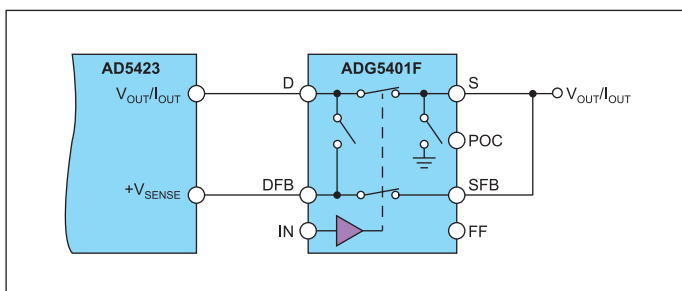 AD5423
ADG5401F
V_OUT/I_OUT
D
S
V_OUT/I_OUT
POC
+V_SENSE
DFB
SFB
IN
FF